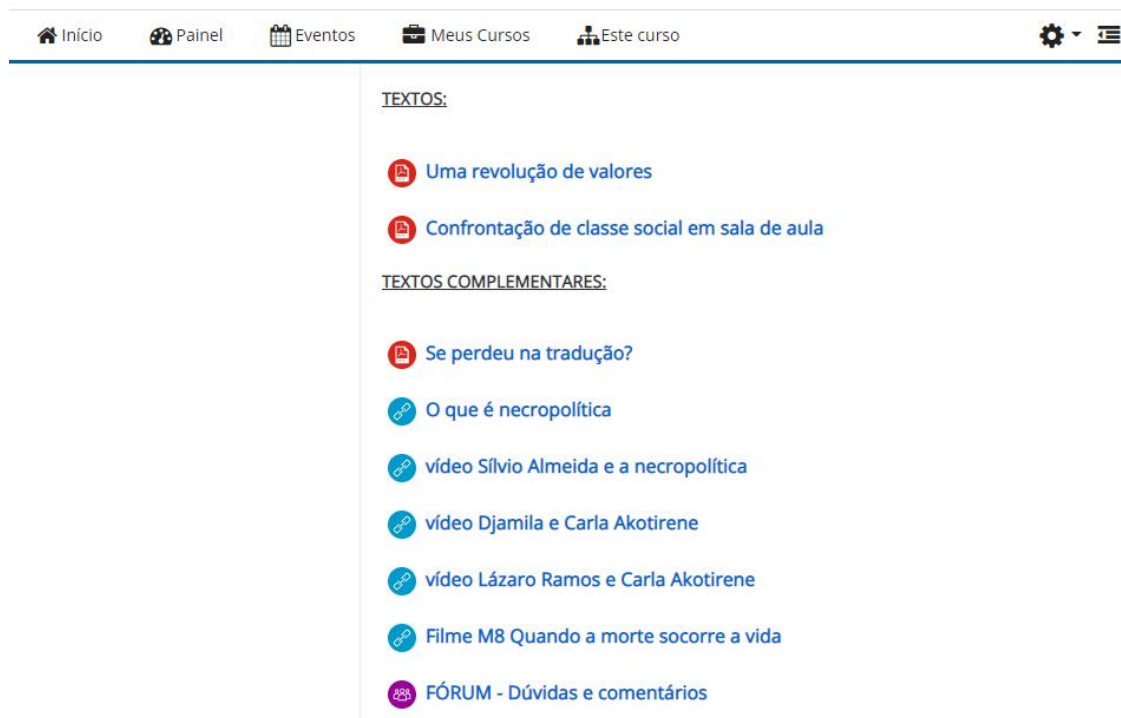 Início Painel Eventos Meus Cursos Este curso
TEXTOS:
Uma revolução de valores
Confrontação de classe social em sala de aula
TEXTOS COMPLEMENTARES:
Se perdeu na tradução?
O que é necropolítica
vídeo Sílvio Almeida e a necropolítica
vídeo Djamila e Carla Akotirene
vídeo Lázaro Ramos e Carla Akotirene
Filme M8 Quando a morte socorre a vida
FÓRUM - Dúvidas e comentários